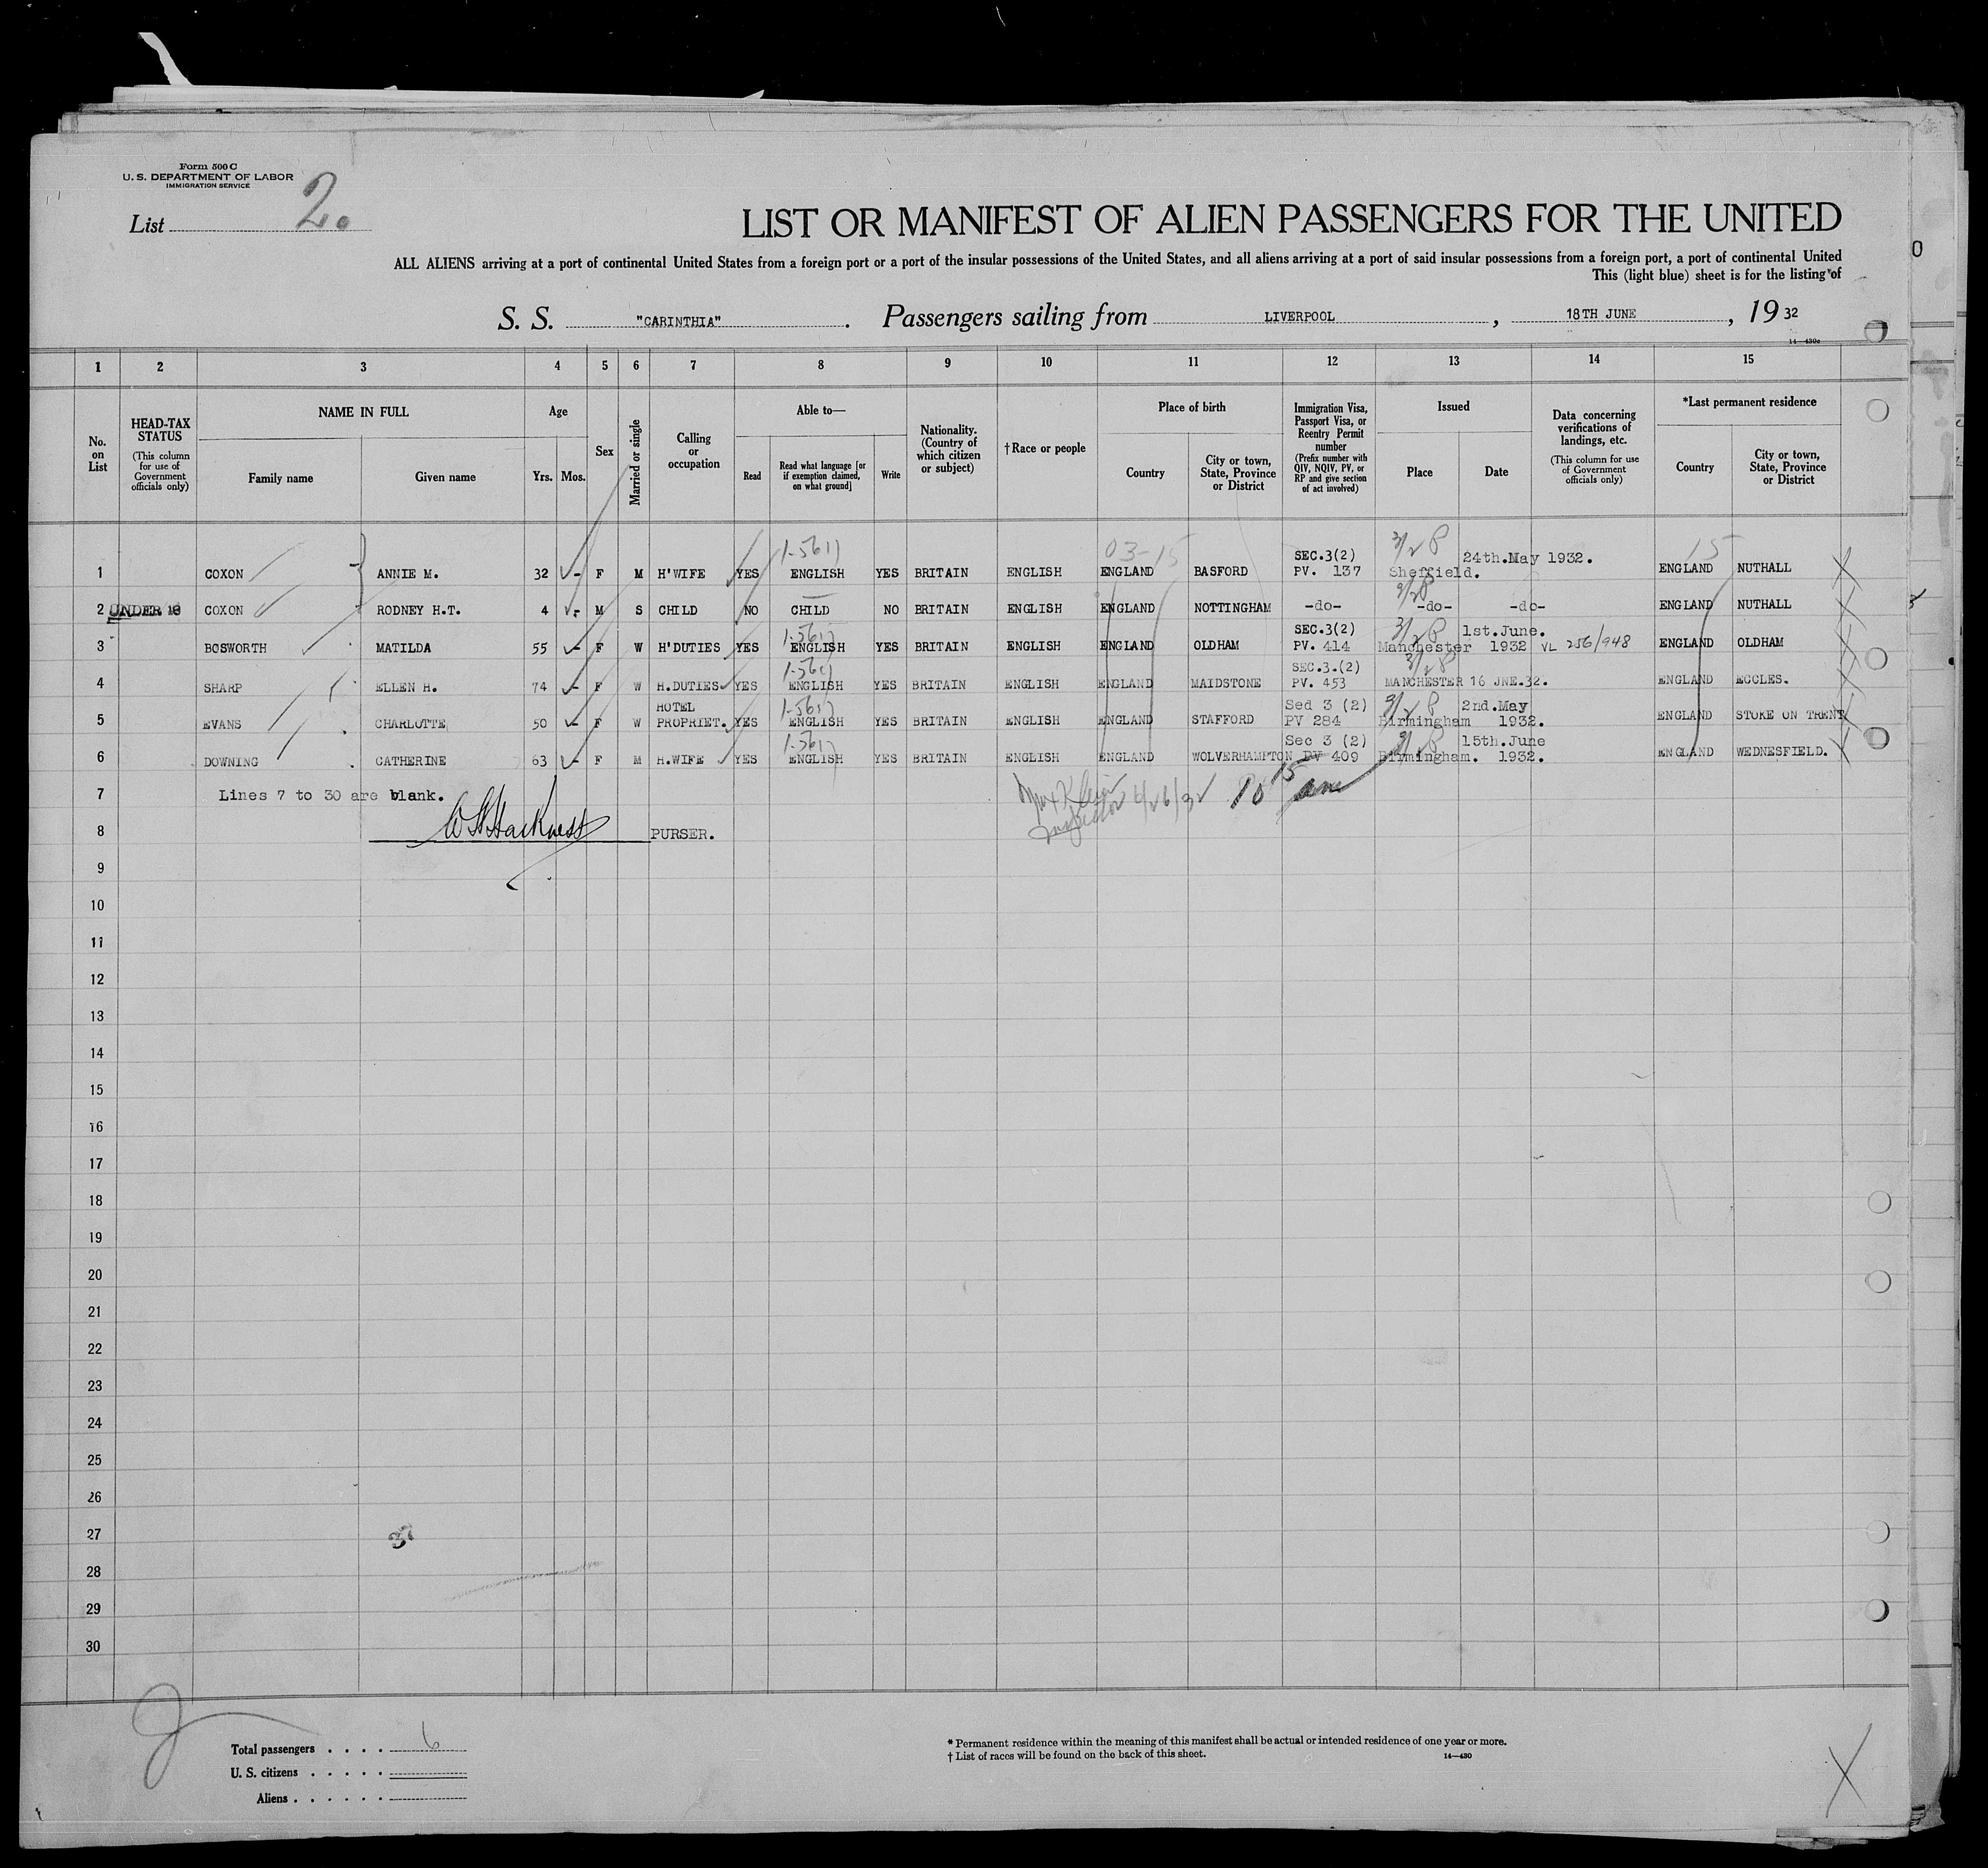 Form 500 C
U. S. DEPARTMENT OF LABOR
IMMIGRATION SERVICE
List 2.
LIST OR MANIFEST OF ALIEN PASSENGERS FOR THE UNITED
ALL ALIENS arriving at a port of continental United States from a foreign port or a port of the insular possessions of the United States, and all aliens arriving at a port of said insular possessions from a foreign port, a port of continental United
This (light blue) sheet is for the listing of
S. S. "CARINTHIA". Passengers sailing from LIVERPOOL, 18TH JUNE, 19 32
14—430c
1 2 3 4 5 6 7 8 9 10 11 12 13 14 15
No. on List
HEAD-TAX STATUS
(This column for use of Government officials only)
NAME IN FULL
Family name
Given name
Age
Yrs. Mos.
Sex
Married or single
Calling or occupation
Able to—
Read
Read what language [or if exemption claimed, on what ground]
Write
Nationality. (Country of which citizen or subject)
†Race or people
Place of birth
Country
City or town, State, Province or District
Immigration Visa, Passport Visa, or Reentry Permit number
(Prefix number with QIV, NQIV, PV, or RP and give section of act involved)
Issued
Place
Date
Data concerning verifications of landings, etc.
(This column for use of Government officials only)
*Last permanent residence
Country
City or town, State, Province or District
03-15 15
1 COXON ANNIE M. 32 - F M H'WIFE YES ENGLISH YES BRITAIN ENGLISH ENGLAND BASFORD SEC.3(2) PV. 137 Sheffield. 24th.May 1932. ENGLAND NUTHALL
2 UNDER 16 COXON RODNEY H.T. 4 - M S CHILD NO CHILD NO BRITAIN ENGLISH ENGLAND NOTTINGHAM -do- -do- -do- ENGLAND NUTHALL
3 BOSWORTH MATILDA 55 - F W H'DUTIES YES ENGLISH YES BRITAIN ENGLISH ENGLAND OLDHAM SEC.3(2) PV. 414 Manchester 1st.June. 1932 VL 256/948 ENGLAND OLDHAM
4 SHARP ELLEN H. 74 - F W H.DUTIES YES ENGLISH YES BRITAIN ENGLISH ENGLAND MAIDSTONE SEC.3.(2) PV. 453 MANCHESTER 16 JNE.32. ENGLAND ECCLES.
5 EVANS CHARLOTTE 50 - F W HOTEL PROPRIET. YES ENGLISH YES BRITAIN ENGLISH ENGLAND STAFFORD Sed 3 (2) PV 284 Birmingham 2nd.May 1932. ENGLAND STOKE ON TRENT
6 DOWNING CATHERINE 63 - F M H.WIFE YES ENGLISH YES BRITAIN ENGLISH ENGLAND WOLVERHAMPTON Sec 3 (2) PV 409 Birmingham. 15th.June 1932. ENGLAND WEDNESFIELD.
7 Lines 7 to 30 are blank.
Inspector 6/26/32 10 15 am
8 PURSER.
9
10
11
12
13
14
15
16
17
18
19
20
21
22
23
24
25
26
27
28
29
30
37
Total passengers . . . . 6
U. S. citizens . . . . .
Aliens . . . . . .
* Permanent residence within the meaning of this manifest shall be actual or intended residence of one year or more.
† List of races will be found on the back of this sheet.
14—430